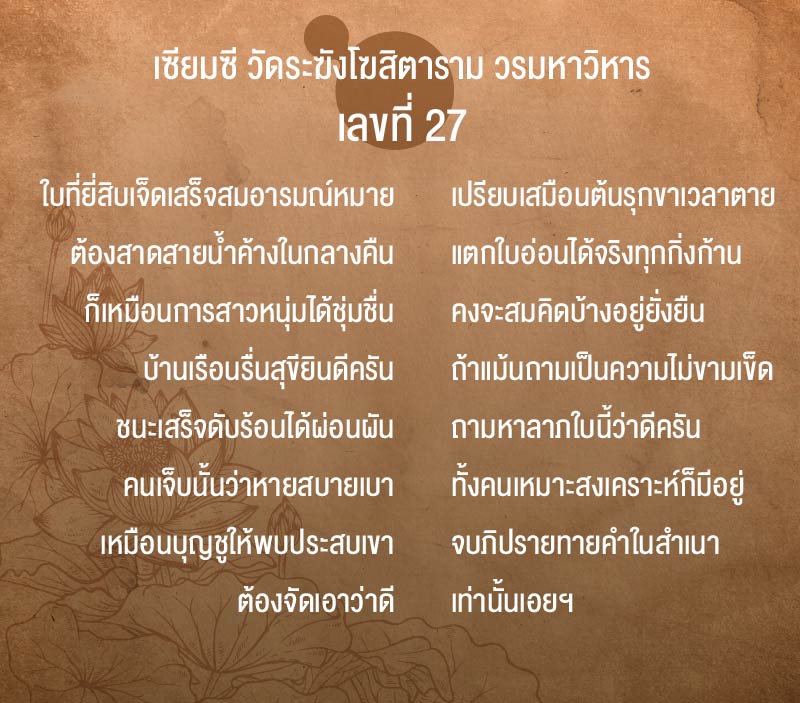 เซียมซี วัดระฆังโฆสิตาราม วรมหาวิหาร
เลขที่ 27
ใบที่ยี่สิบเจ็ดเสร็จสมอารมณ์หมาย เปรียบเสมือนต้นรุกขาเวลาตาย
ต้องสาดสายน้ำค้างในกลางคืน แตกใบอ่อนได้จริงทุกกิ่งก้าน
ก็เหมือนการสาวหนุ่มได้ชุ่มชื่น คงจะสมคิดบ้างอยู่ยั่งยืน
บ้านเรือนรื่นสุขียินดีครัน ถ้าแม้นถามเป็นความไม่ขามเข็ด
ชนะเสร็จดับร้อนได้ผ่อนผัน ถามหาลาภใบนี้ว่าดีครัน
คนเจ็บนั้นว่าหายสบายเบา ทั้งคนเหมาะสงเคราะห์ก็มีอยู่
เหมือนบุญชูให้พบประสบเขา จบภิปรายทายคำในสำเนา
ต้องจัดเอาว่าดี เท่านั้นเอยฯ